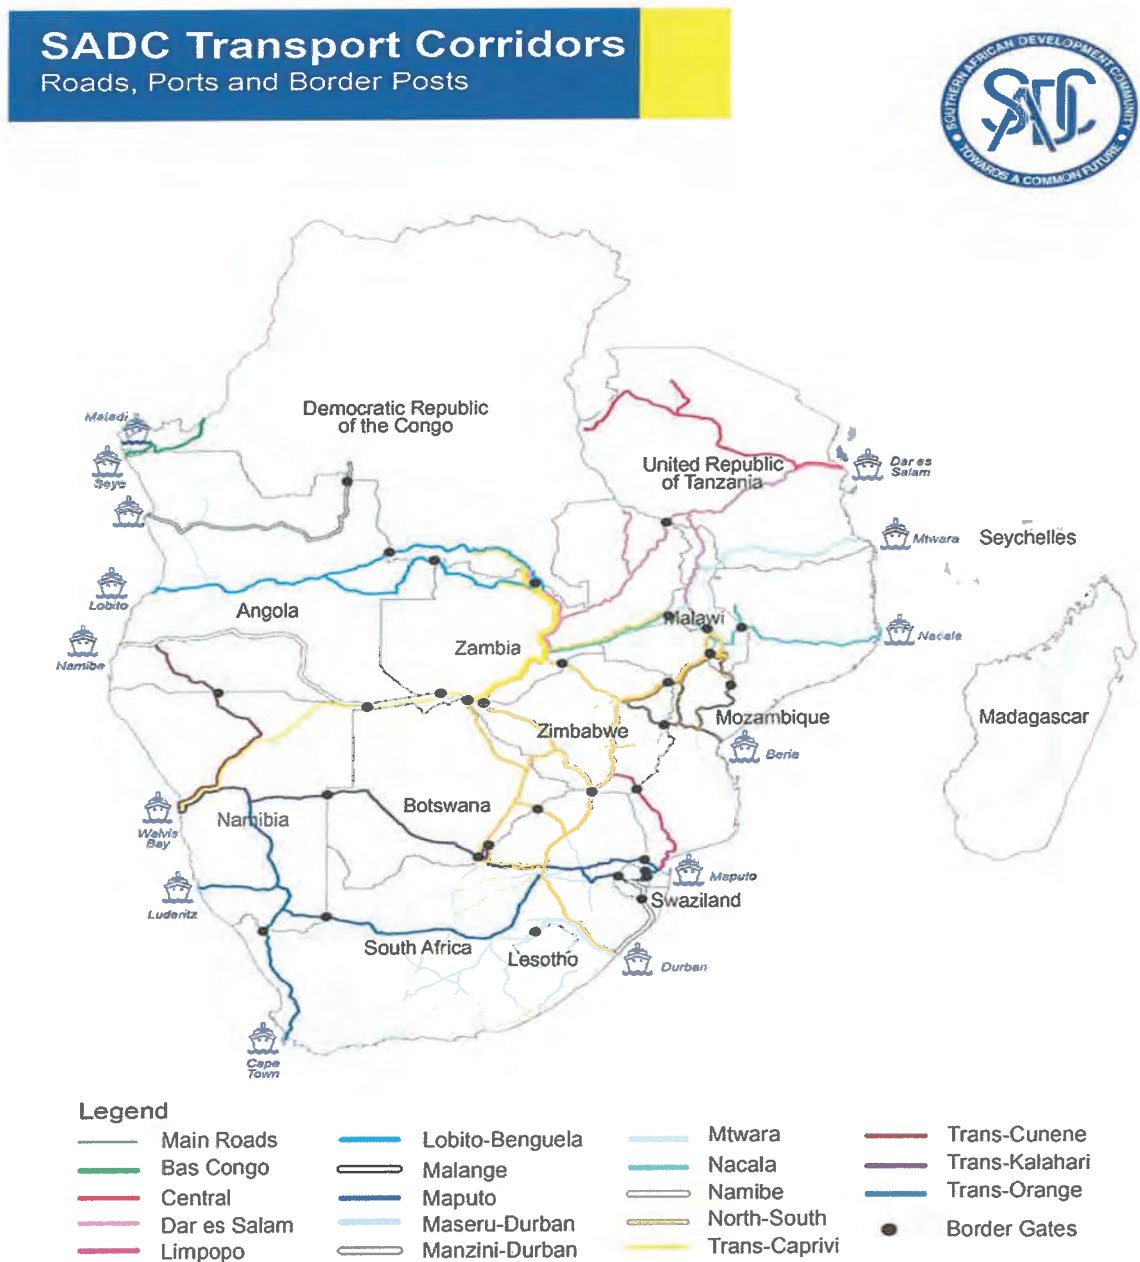 SADC Transport Corridors
Roads, Ports and Border Posts
SOUTHERN AFRICAN DEVELOPMENT COMMUNITY
SADC
TOWARDS A COMMON FUTURE
Democratic Republic
of the Congo
Matadi
Soyo
United Republic
of Tanzania
Dar es
Salam
Mtwara
Seychelles
Lobito
Angola
Malawi
Nacala
Namibe
Zambia
Zimbabwe
Mozambique
Madagascar
Beria
Walvis
Bay
Namibia
Botswana
Maputo
Luderitz
Swaziland
South Africa
Lesotho
Durban
Cape
Town
Legend
Main Roads
Bas Congo
Central
Dar es Salam
Limpopo
Lobito-Benguela
Malange
Maputo
Maseru-Durban
Manzini-Durban
Mtwara
Nacala
Namibe
North-South
Trans-Caprivi
Trans-Cunene
Trans-Kalahari
Trans-Orange
Border Gates